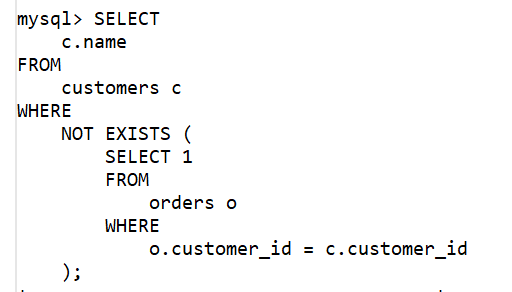 mysql> SELECT
    c.name
FROM
    customers c
WHERE
    NOT EXISTS (
        SELECT 1
        FROM
            orders o
        WHERE
            o.customer_id = c.customer_id
    );